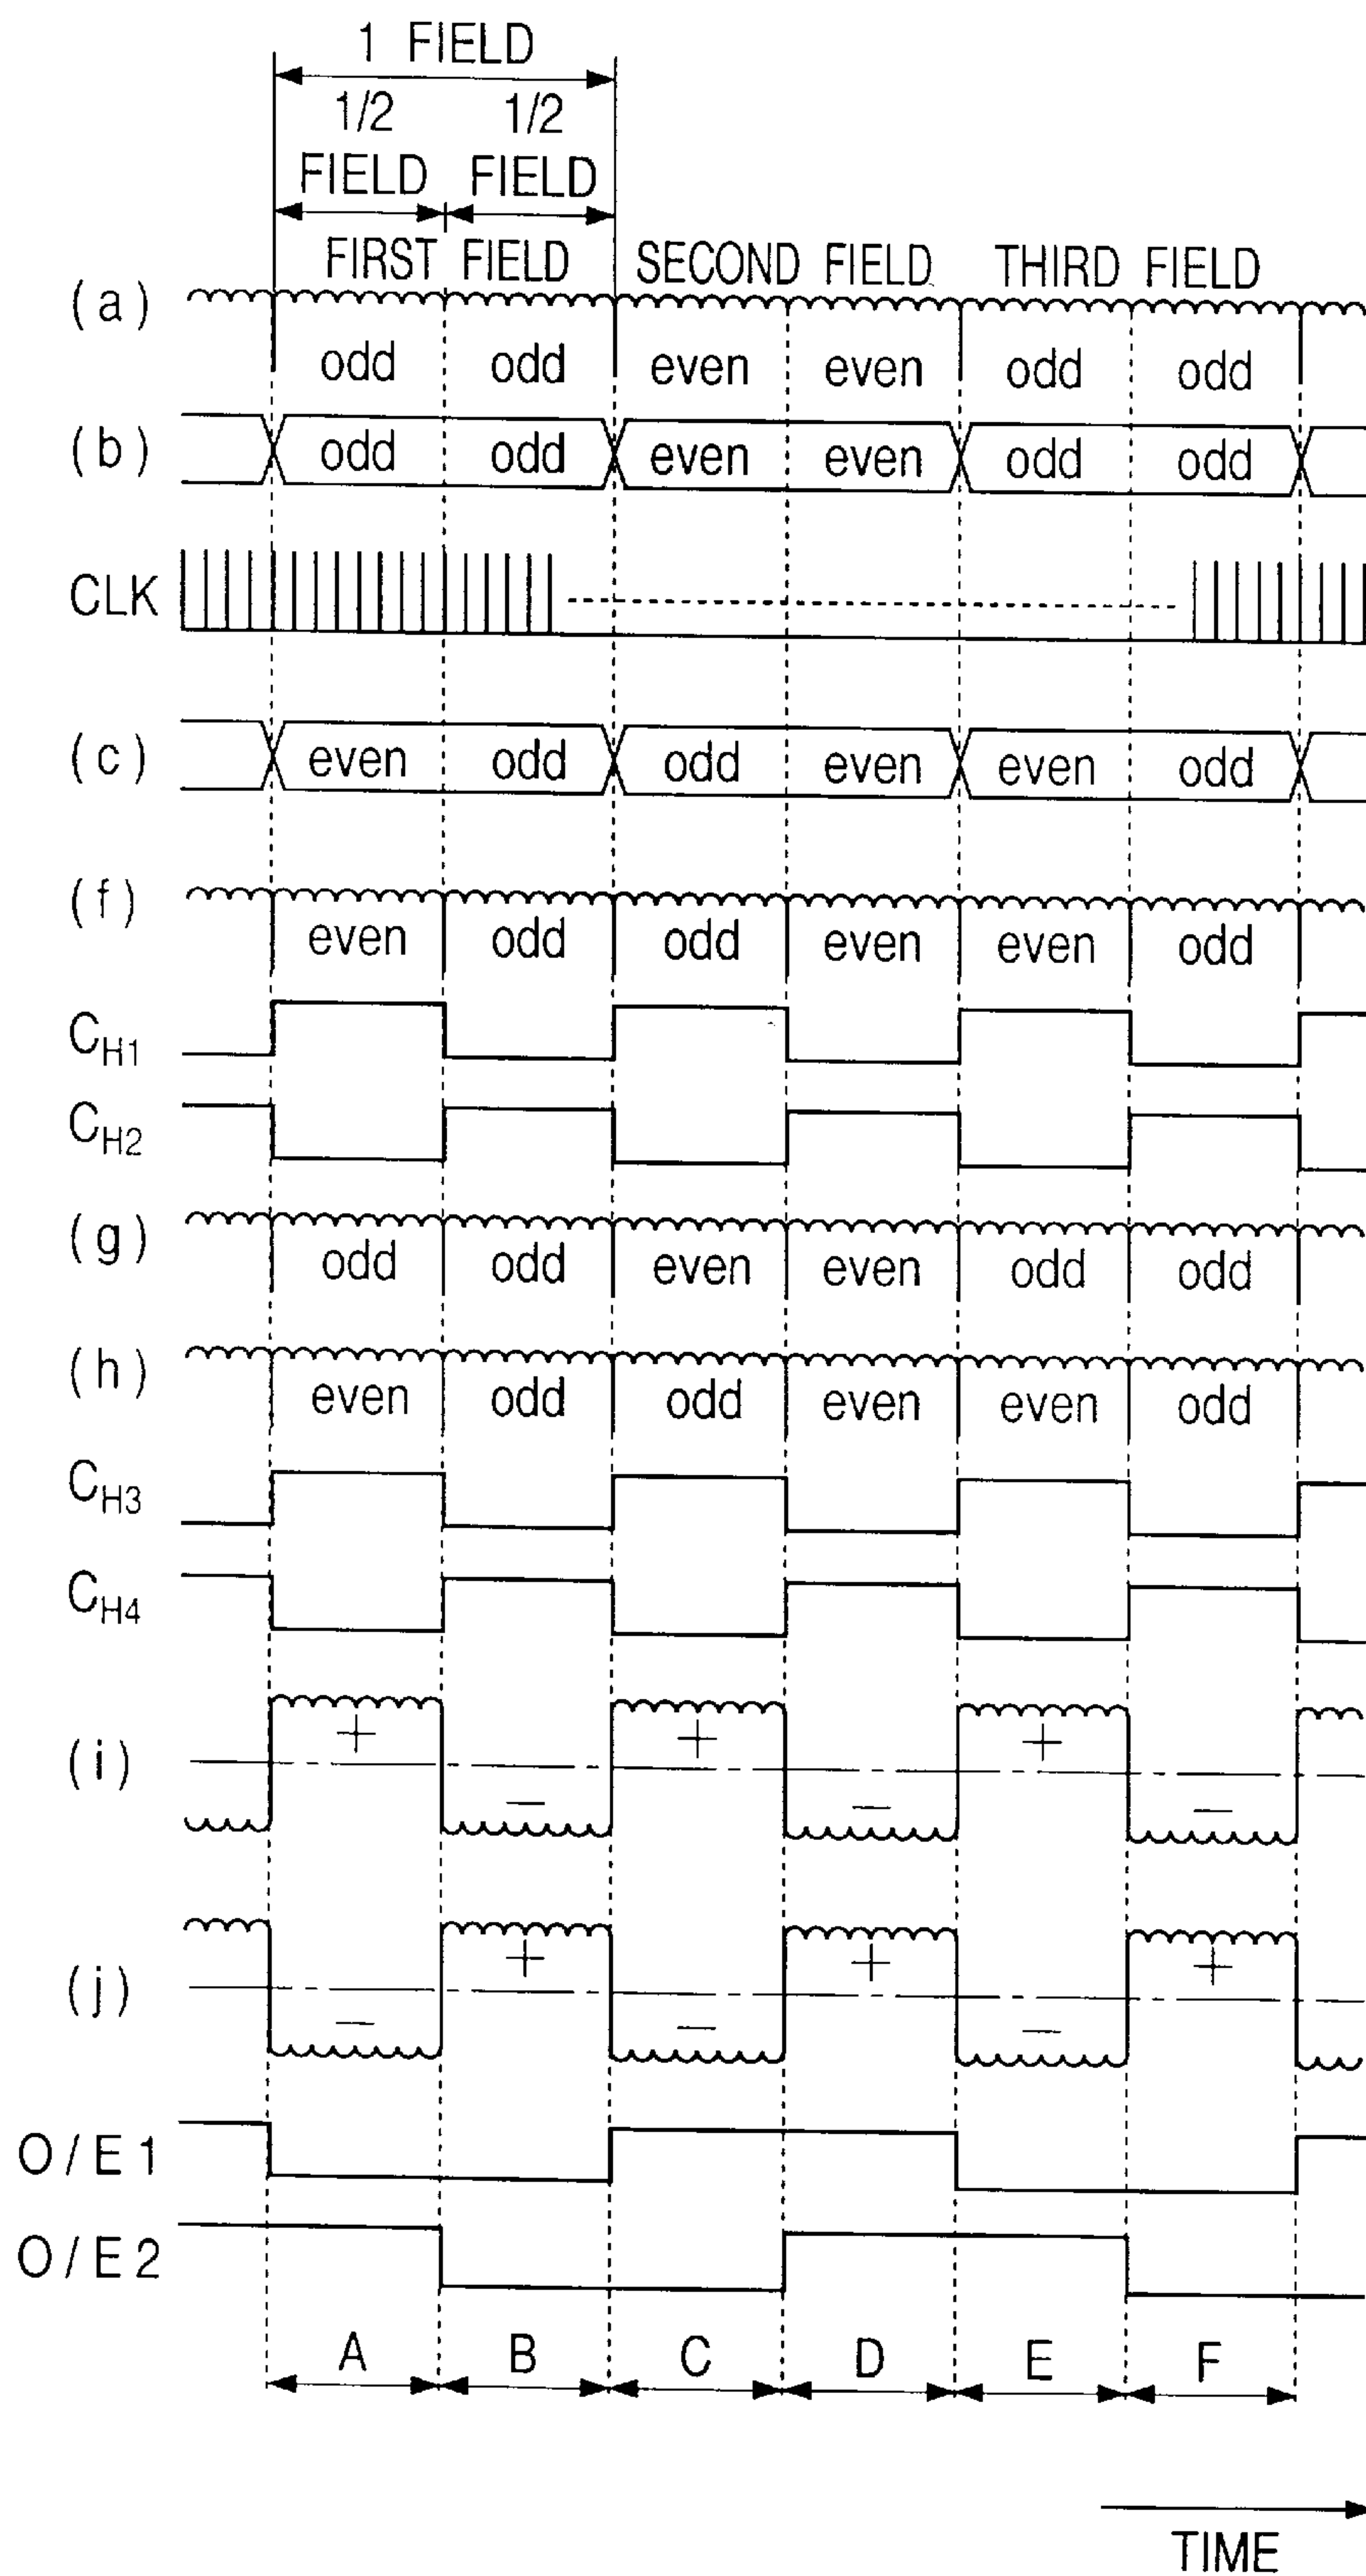 1 FIELD
1/2 1/2
FIELD FIELD
FIRST FIELD SECOND FIELD THIRD FIELD
(a)
odd odd even even odd odd
(b) odd odd even even odd odd
CLK
(c) even odd odd even even odd
(f)
even odd odd even even odd
CH1
CH2
(g)
odd odd even even odd odd
(h)
even odd odd even even odd
CH3
CH4
+ + +
(i)
− − −
+ + +
(j)
− − −
O/E1
O/E2
A B C D E F
TIME